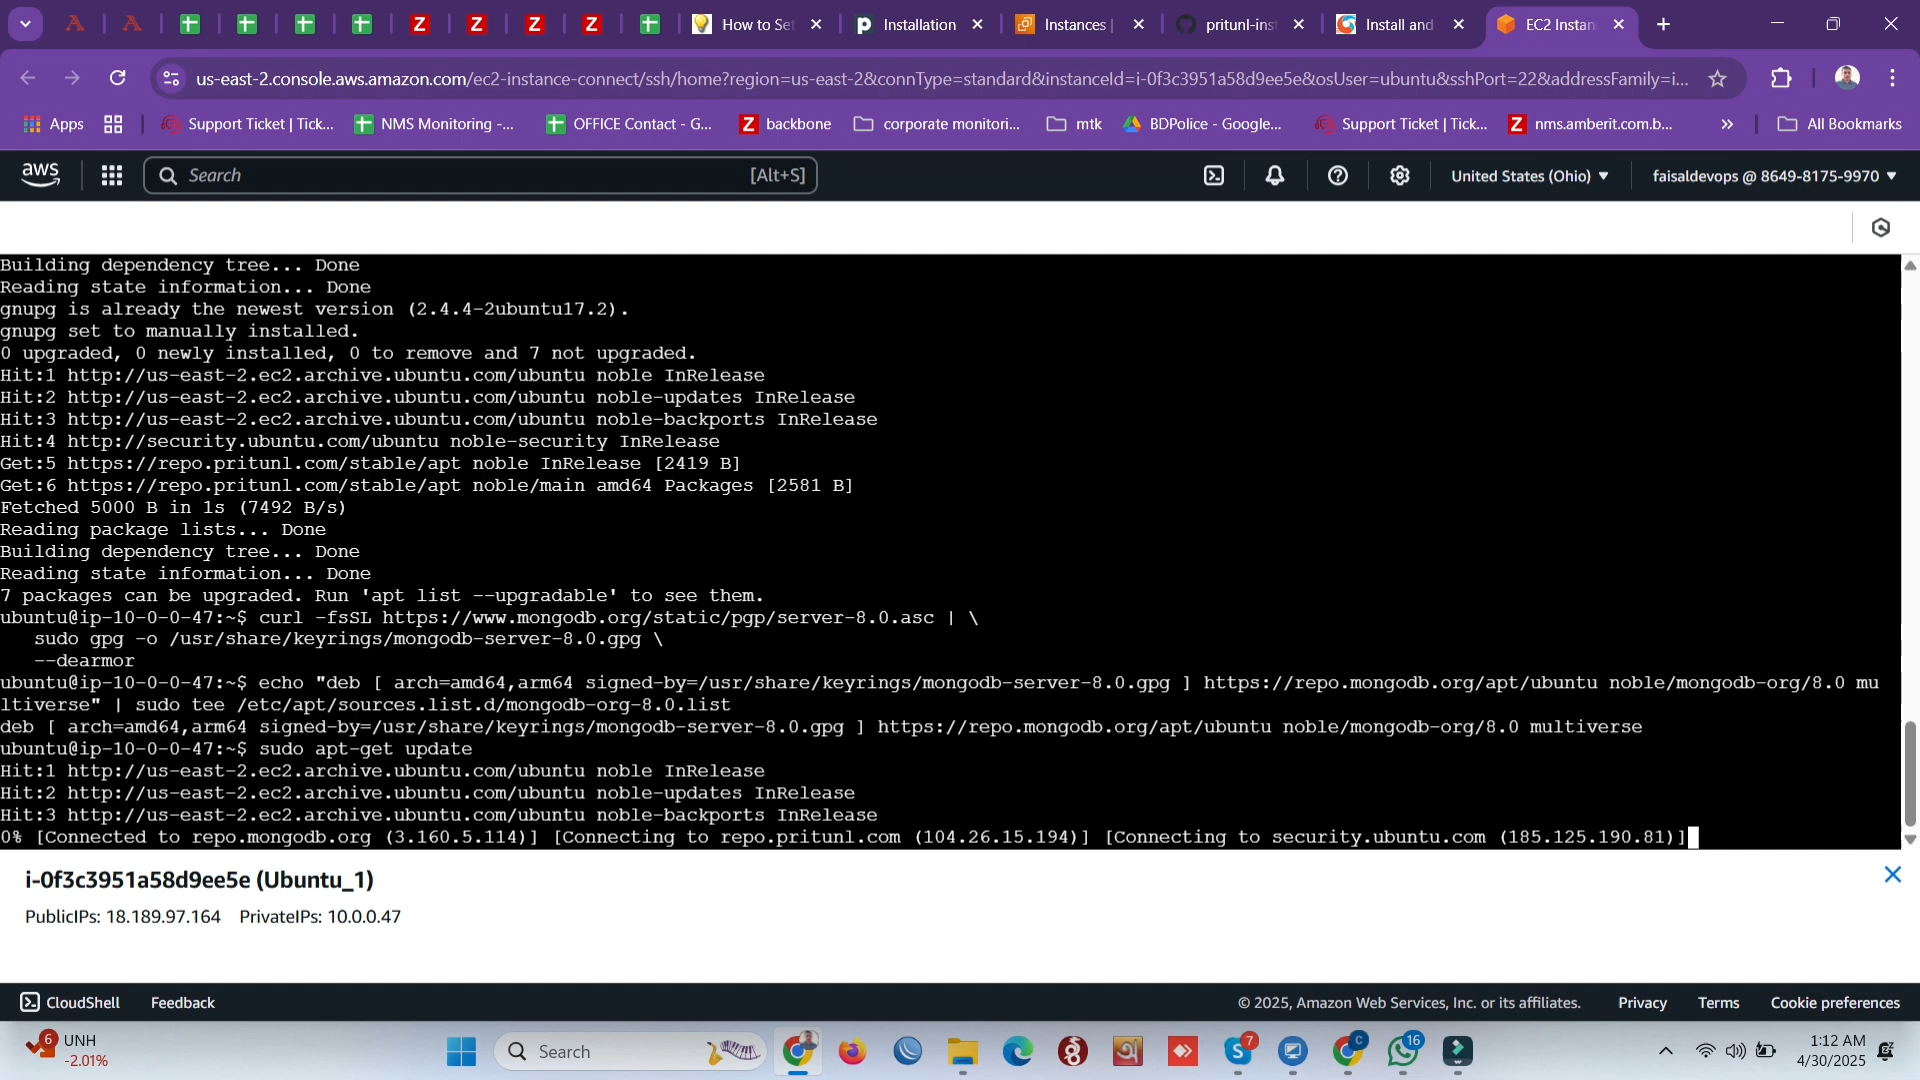 How to Se
Installation
Instances |
pritunl-inst
Install and
EC2 Instan
us-east-2.console.aws.amazon.com/ec2-instance-connect/ssh/home?region=us-east-2&connType=standard&instanceId=i-0f3c3951a58d9ee5e&osUser=ubuntu&sshPort=22&addressFamily=i...
Apps
Support Ticket | Tick...
NMS Monitoring -...
OFFICE Contact - G...
Z backbone
corporate monitori...
mtk
BDPolice - Google...
Support Ticket | Tick...
Z nms.amberit.com.b...
All Bookmarks
aws
Search [Alt+S]
United States (Ohio)
faisaldevops @ 8649-8175-9970
Building dependency tree... Done
Reading state information... Done
gnupg is already the newest version (2.4.4-2ubuntu17.2).
gnupg set to manually installed.
0 upgraded, 0 newly installed, 0 to remove and 7 not upgraded.
Hit:1 http://us-east-2.ec2.archive.ubuntu.com/ubuntu noble InRelease
Hit:2 http://us-east-2.ec2.archive.ubuntu.com/ubuntu noble-updates InRelease
Hit:3 http://us-east-2.ec2.archive.ubuntu.com/ubuntu noble-backports InRelease
Hit:4 http://security.ubuntu.com/ubuntu noble-security InRelease
Get:5 https://repo.pritunl.com/stable/apt noble InRelease [2419 B]
Get:6 https://repo.pritunl.com/stable/apt noble/main amd64 Packages [2581 B]
Fetched 5000 B in 1s (7492 B/s)
Reading package lists... Done
Building dependency tree... Done
Reading state information... Done
7 packages can be upgraded. Run 'apt list --upgradable' to see them.
ubuntu@ip-10-0-0-47:~$ curl -fsSL https://www.mongodb.org/static/pgp/server-8.0.asc | \
   sudo gpg -o /usr/share/keyrings/mongodb-server-8.0.gpg \
   --dearmor
ubuntu@ip-10-0-0-47:~$ echo "deb [ arch=amd64,arm64 signed-by=/usr/share/keyrings/mongodb-server-8.0.gpg ] https://repo.mongodb.org/apt/ubuntu noble/mongodb-org/8.0 mu
ltiverse" | sudo tee /etc/apt/sources.list.d/mongodb-org-8.0.list
deb [ arch=amd64,arm64 signed-by=/usr/share/keyrings/mongodb-server-8.0.gpg ] https://repo.mongodb.org/apt/ubuntu noble/mongodb-org/8.0 multiverse
ubuntu@ip-10-0-0-47:~$ sudo apt-get update
Hit:1 http://us-east-2.ec2.archive.ubuntu.com/ubuntu noble InRelease
Hit:2 http://us-east-2.ec2.archive.ubuntu.com/ubuntu noble-updates InRelease
Hit:3 http://us-east-2.ec2.archive.ubuntu.com/ubuntu noble-backports InRelease
0% [Connected to repo.mongodb.org (3.160.5.114)] [Connecting to repo.pritunl.com (104.26.15.194)] [Connecting to security.ubuntu.com (185.125.190.81)]
i-0f3c3951a58d9ee5e (Ubuntu_1)
PublicIPs: 18.189.97.164 PrivateIPs: 10.0.0.47
CloudShell
Feedback
© 2025, Amazon Web Services, Inc. or its affiliates.
Privacy
Terms
Cookie preferences
6
UNH
-2.01%
Search
7
C
16
1:12 AM
4/30/2025